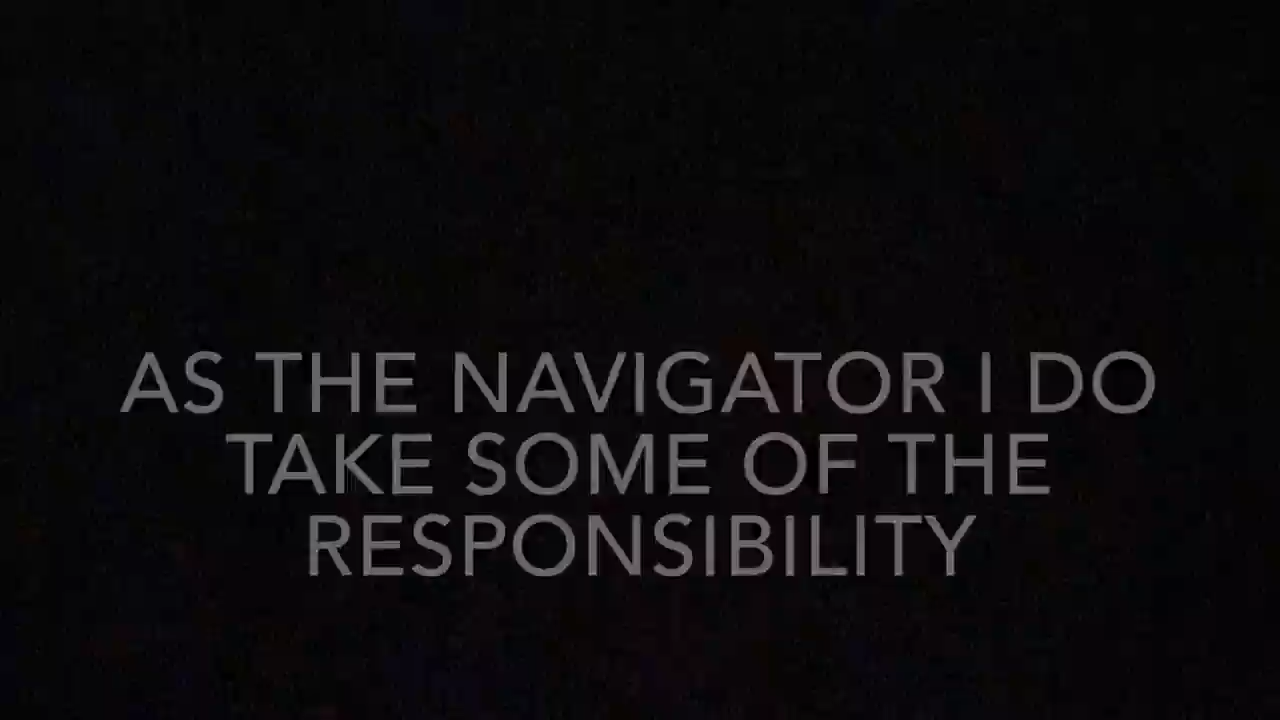 AS THE NAVIGATOR I DO
TAKE SOME OF THE
RESPONSIBILITY